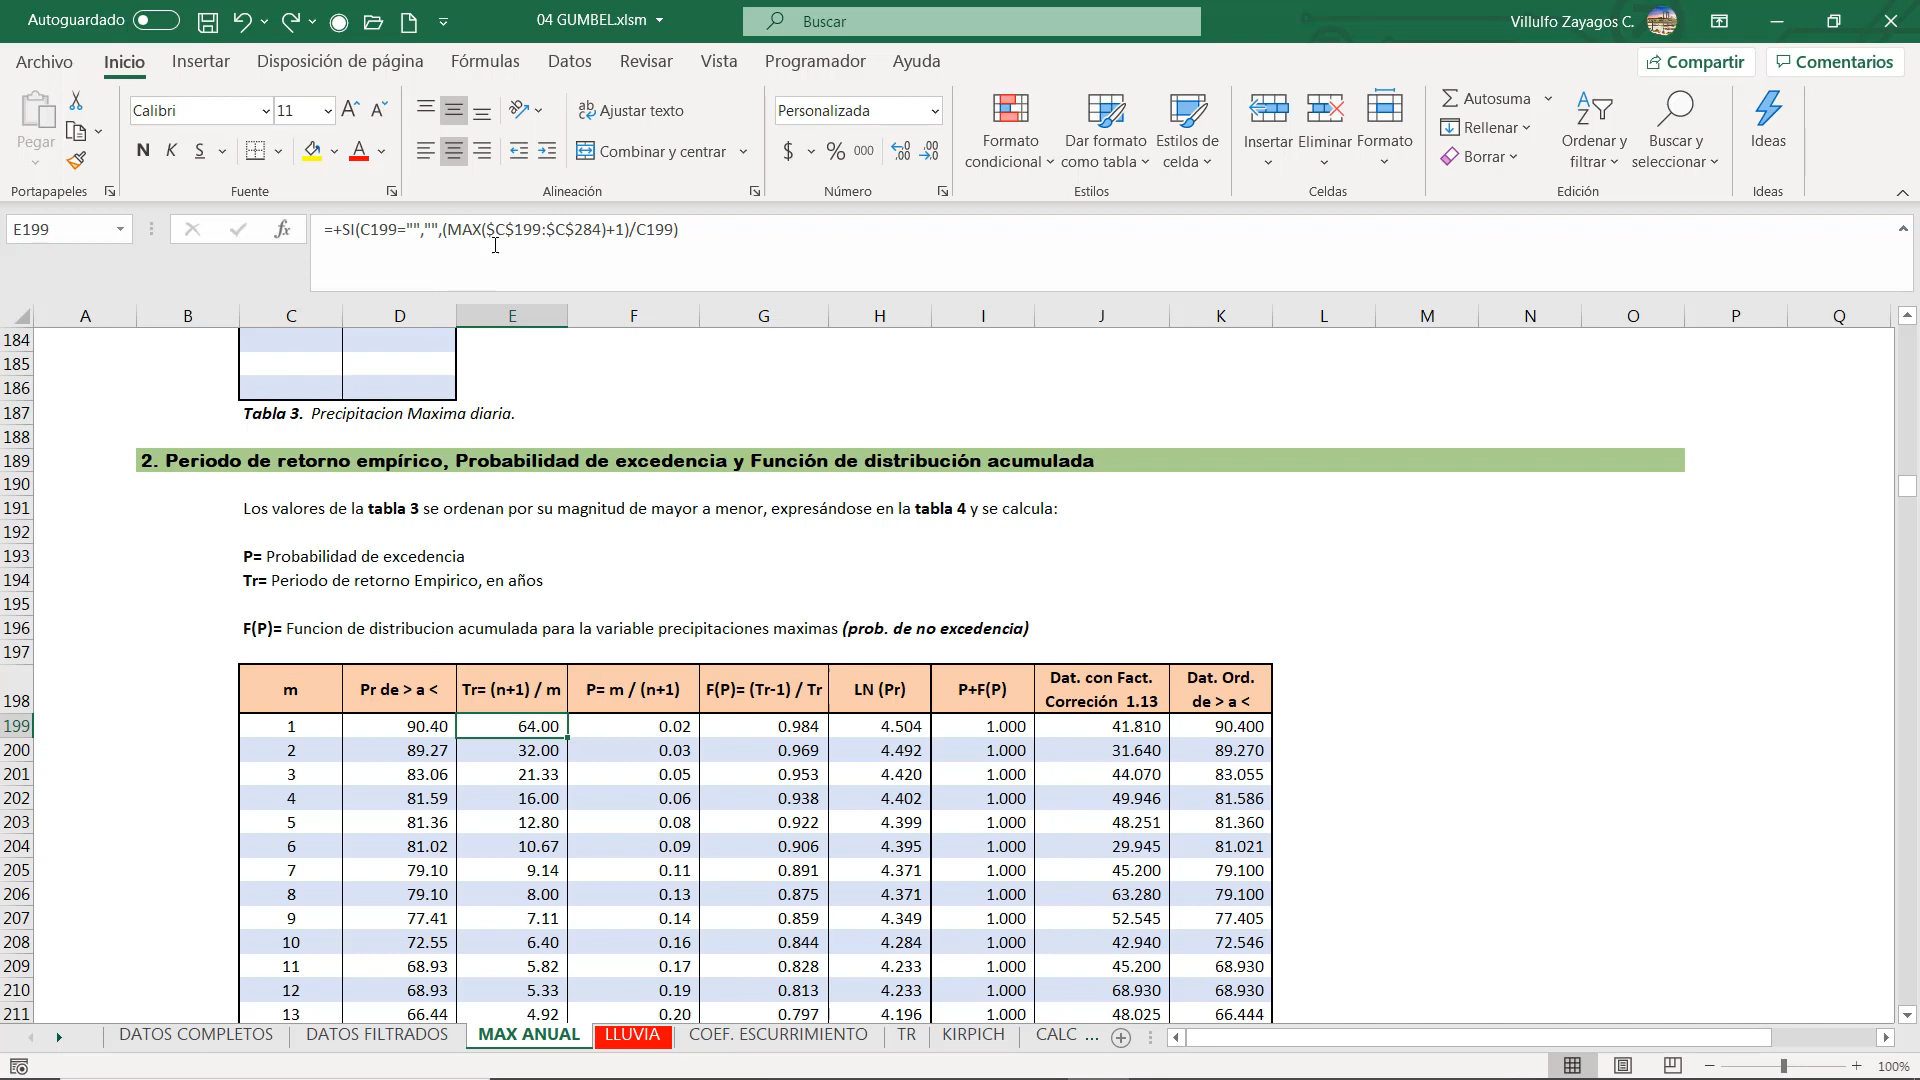 Autoguardado
04 GUMBEL.xlsm
Buscar
Villulfo Zayagos C.
Archivo Inicio Insertar Disposición de página Fórmulas Datos Revisar Vista Programador Ayuda
Compartir Comentarios
Pegar
Calibri 11
N K S
Ajustar texto
Combinar y centrar
Personalizada
$ % 000
Formato condicional
Dar formato como tabla
Estilos de celda
Insertar Eliminar Formato
Autosuma
Rellenar
Borrar
Ordenar y filtrar
Buscar y seleccionar
Ideas
Portapapeles Fuente Alineación Número Estilos Celdas Edición Ideas
E199 fx =+SI(C199="","",(MAX($C$199:$C$284)+1)/C199)
A B C D E F G H I J K L M N O P Q
184
185
186
187 Tabla 3. Precipitacion Maxima diaria.
188
189 2. Periodo de retorno empírico, Probabilidad de excedencia y Función de distribución acumulada
190
191 Los valores de la tabla 3 se ordenan por su magnitud de mayor a menor, expresándose en la tabla 4 y se calcula:
192
193 P= Probabilidad de excedencia
194 Tr= Periodo de retorno Empirico, en años
195
196 F(P)= Funcion de distribucion acumulada para la variable precipitaciones maximas (prob. de no excedencia)
197
198 m Pr de > a < Tr= (n+1) / m P= m / (n+1) F(P)= (Tr-1) / Tr LN (Pr) P+F(P) Dat. con Fact. Correción 1.13 Dat. Ord. de > a <
199 1 90.40 64.00 0.02 0.984 4.504 1.000 41.810 90.400
200 2 89.27 32.00 0.03 0.969 4.492 1.000 31.640 89.270
201 3 83.06 21.33 0.05 0.953 4.420 1.000 44.070 83.055
202 4 81.59 16.00 0.06 0.938 4.402 1.000 49.946 81.586
203 5 81.36 12.80 0.08 0.922 4.399 1.000 48.251 81.360
204 6 81.02 10.67 0.09 0.906 4.395 1.000 29.945 81.021
205 7 79.10 9.14 0.11 0.891 4.371 1.000 45.200 79.100
206 8 79.10 8.00 0.13 0.875 4.371 1.000 63.280 79.100
207 9 77.41 7.11 0.14 0.859 4.349 1.000 52.545 77.405
208 10 72.55 6.40 0.16 0.844 4.284 1.000 42.940 72.546
209 11 68.93 5.82 0.17 0.828 4.233 1.000 45.200 68.930
210 12 68.93 5.33 0.19 0.813 4.233 1.000 68.930 68.930
211 13 66.44 4.92 0.20 0.797 4.196 1.000 48.025 66.444
DATOS COMPLETOS DATOS FILTRADOS MAX ANUAL LLUVIA COEF. ESCURRIMIENTO TR KIRPICH CALC ...
100%